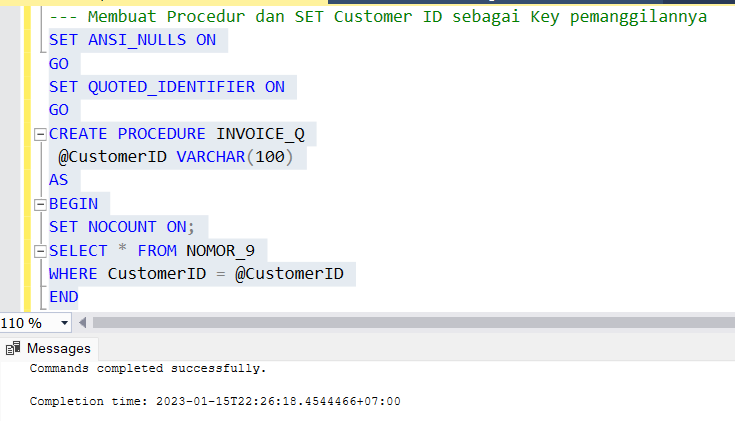 --- Membuat Procedur dan SET Customer ID sebagai Key pemanggilannya
SET ANSI_NULLS ON
GO
SET QUOTED_IDENTIFIER ON
GO
CREATE PROCEDURE INVOICE_Q
@CustomerID VARCHAR(100)
AS
BEGIN
SET NOCOUNT ON;
SELECT * FROM NOMOR_9
WHERE CustomerID = @CustomerID
END
110 %
Messages
Commands completed successfully.
Completion time: 2023-01-15T22:26:18.4544466+07:00